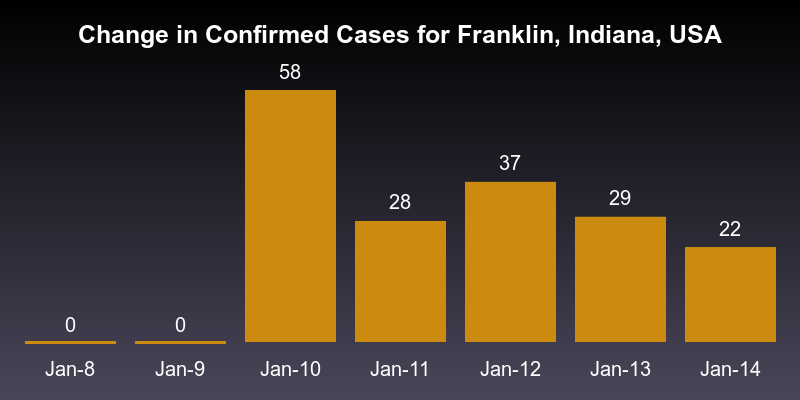 Change in Confirmed Cases for Franklin, Indiana, USA
58
37
28
29
22
0
0
Jan-8
Jan-9
Jan-10
Jan-11
Jan-12
Jan-13
Jan-14